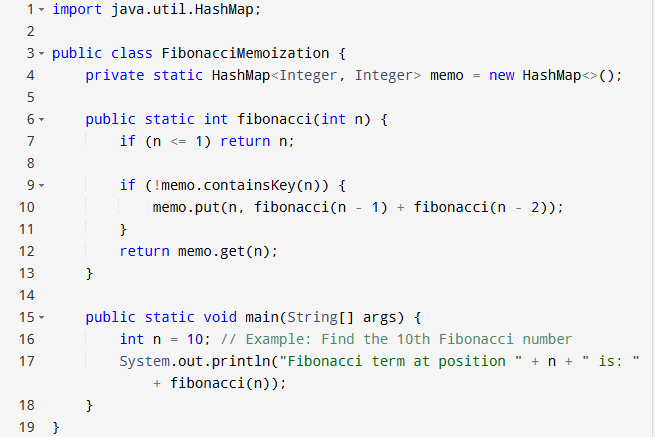 1 import java.util.HashMap;
2
3 public class FibonacciMemoization {
4     private static HashMap<Integer, Integer> memo = new HashMap<>();
5
6     public static int fibonacci(int n) {
7         if (n <= 1) return n;
8
9         if (!memo.containsKey(n)) {
10             memo.put(n, fibonacci(n - 1) + fibonacci(n - 2));
11         }
12         return memo.get(n);
13     }
14
15     public static void main(String[] args) {
16         int n = 10; // Example: Find the 10th Fibonacci number
17         System.out.println("Fibonacci term at position " + n + " is: "
            + fibonacci(n));
18     }
19 }